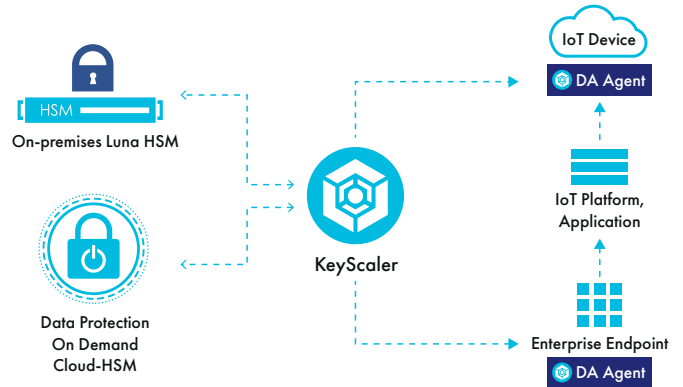 HSM
On-premises Luna HSM
Data Protection
On Demand
Cloud-HSM
KeyScaler
IoT Device
DA Agent
IoT Platform,
Application
Enterprise Endpoint
DA Agent